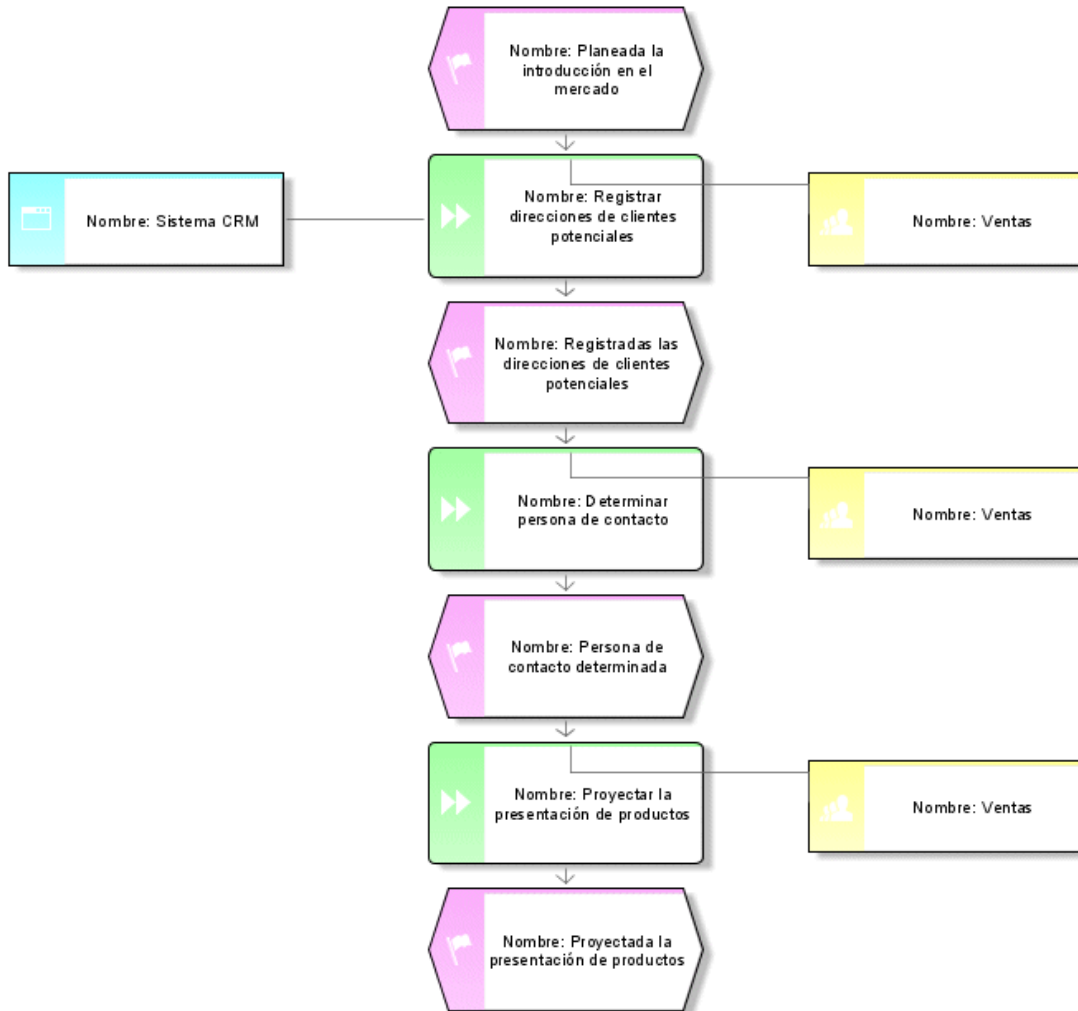 Nombre: Planeada la
introducción en el
mercado
Nombre: Sistema CRM
Nombre: Registrar
direcciones de clientes
potenciales
Nombre: Ventas
Nombre: Registradas las
direcciones de clientes
potenciales
Nombre: Determinar
persona de contacto
Nombre: Ventas
Nombre: Persona de
contacto determinada
Nombre: Proyectar la
presentación de productos
Nombre: Ventas
Nombre: Proyectada la
presentación de productos